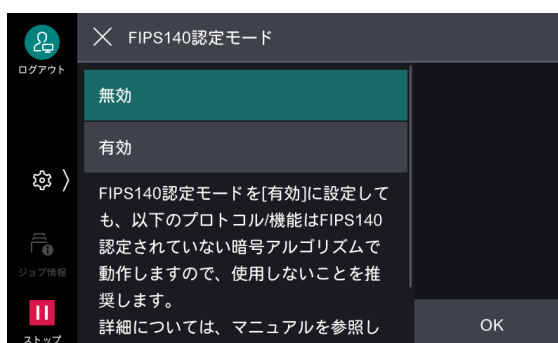 FIPS140認定モード
ログアウト
無効
有効
FIPS140認定モードを[有効]に設定して
も、以下のプロトコル/機能はFIPS140
認定されていない暗号アルゴリズムで
動作しますので、使用しないことを推
奨します。
詳細については、マニュアルを参照し
ジョブ情報
ストップ
OK